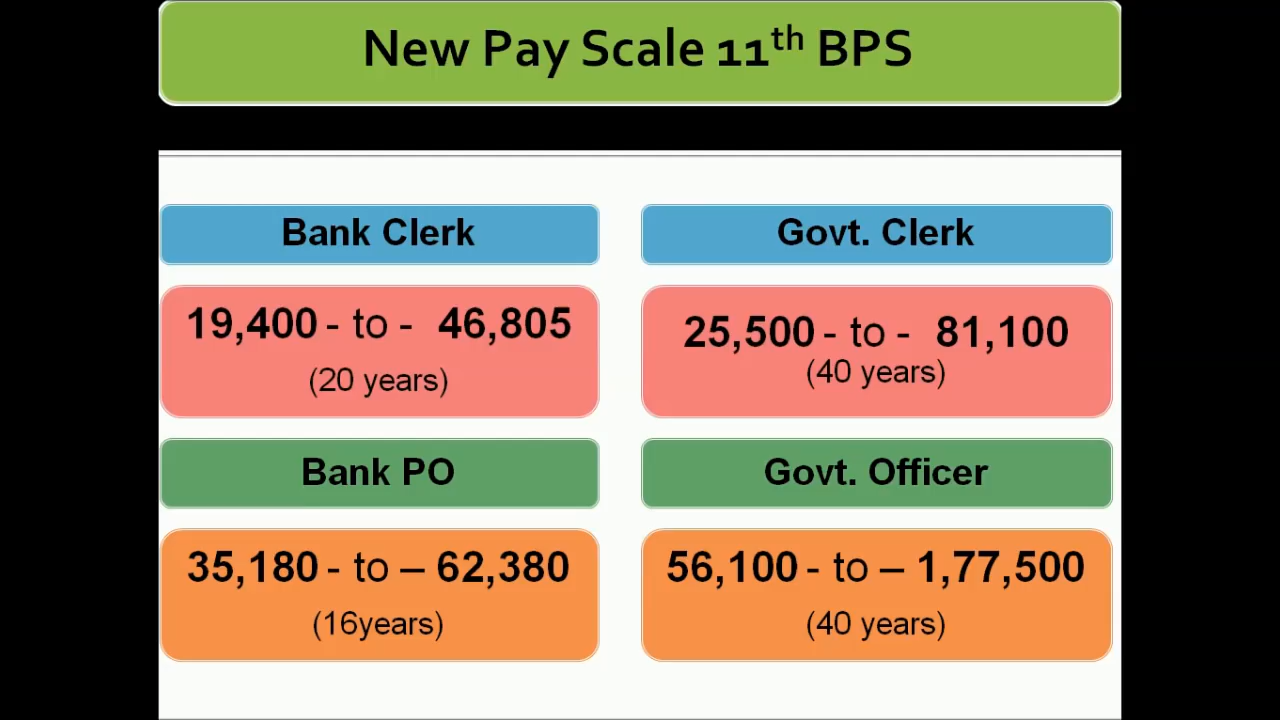 New Pay Scale 11th BPS
Bank Clerk
19,400 - to - 46,805
(20 years)
Govt. Clerk
25,500 - to - 81,100
(40 years)
Bank PO
35,180 - to – 62,380
(16years)
Govt. Officer
56,100 - to – 1,77,500
(40 years)